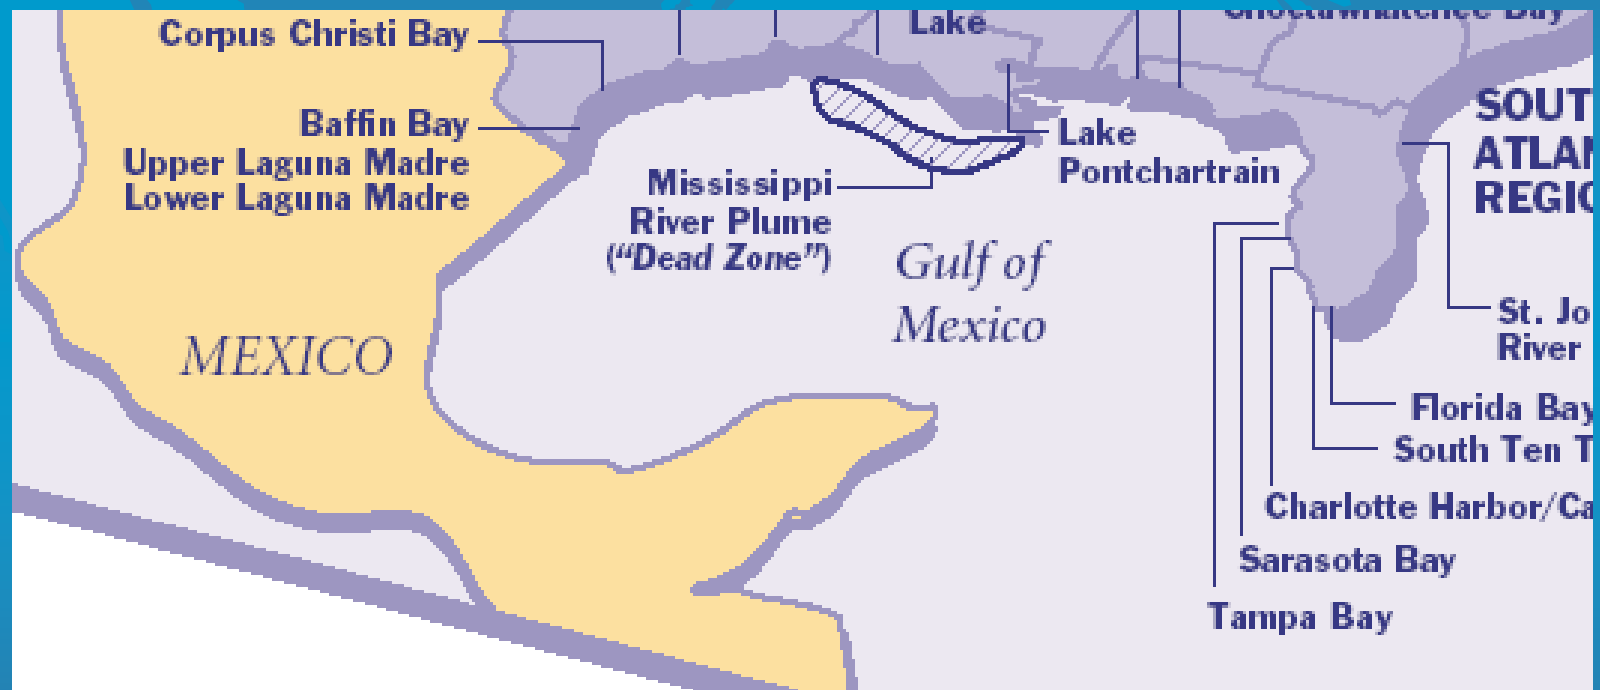 Corpus Christi Bay
Lake
Choctawhatchee Bay
Baffin Bay
Upper Laguna Madre
Lower Laguna Madre
Mississippi
River Plume
(“Dead Zone”)
Lake
Pontchartrain
Gulf of
Mexico
MEXICO
SOUT
ATLAN
REGIO
St. Jo
River
Florida Bay
South Ten T
Charlotte Harbor/Ca
Sarasota Bay
Tampa Bay